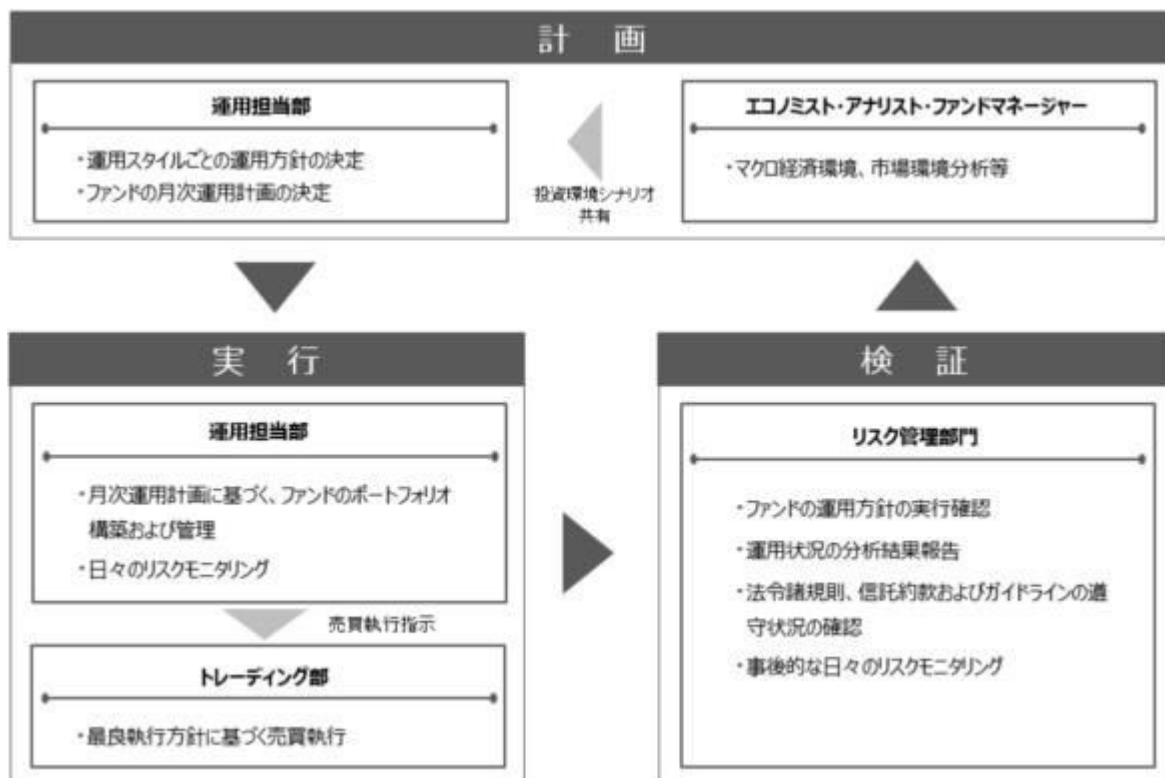 計 画
運用担当部
・運用スタイルごとの運用方針の決定
・ファンドの月次運用計画の決定
投資環境シナリオ
共有
エコノミスト・アナリスト・ファンドマネージャー
・マクロ経済環境、市場環境分析等
実 行
運用担当部
・月次運用計画に基づく、ファンドのポートフォリオ
構築および管理
・日々のリスクモニタリング
売買執行指示
トレーディング部
・最良執行方針に基づく売買執行
検 証
リスク管理部門
・ファンドの運用方針の実行確認
・運用状況の分析結果報告
・法令諸規則、信託約款およびガイドラインの遵
守状況の確認
・事後的な日々のリスクモニタリング